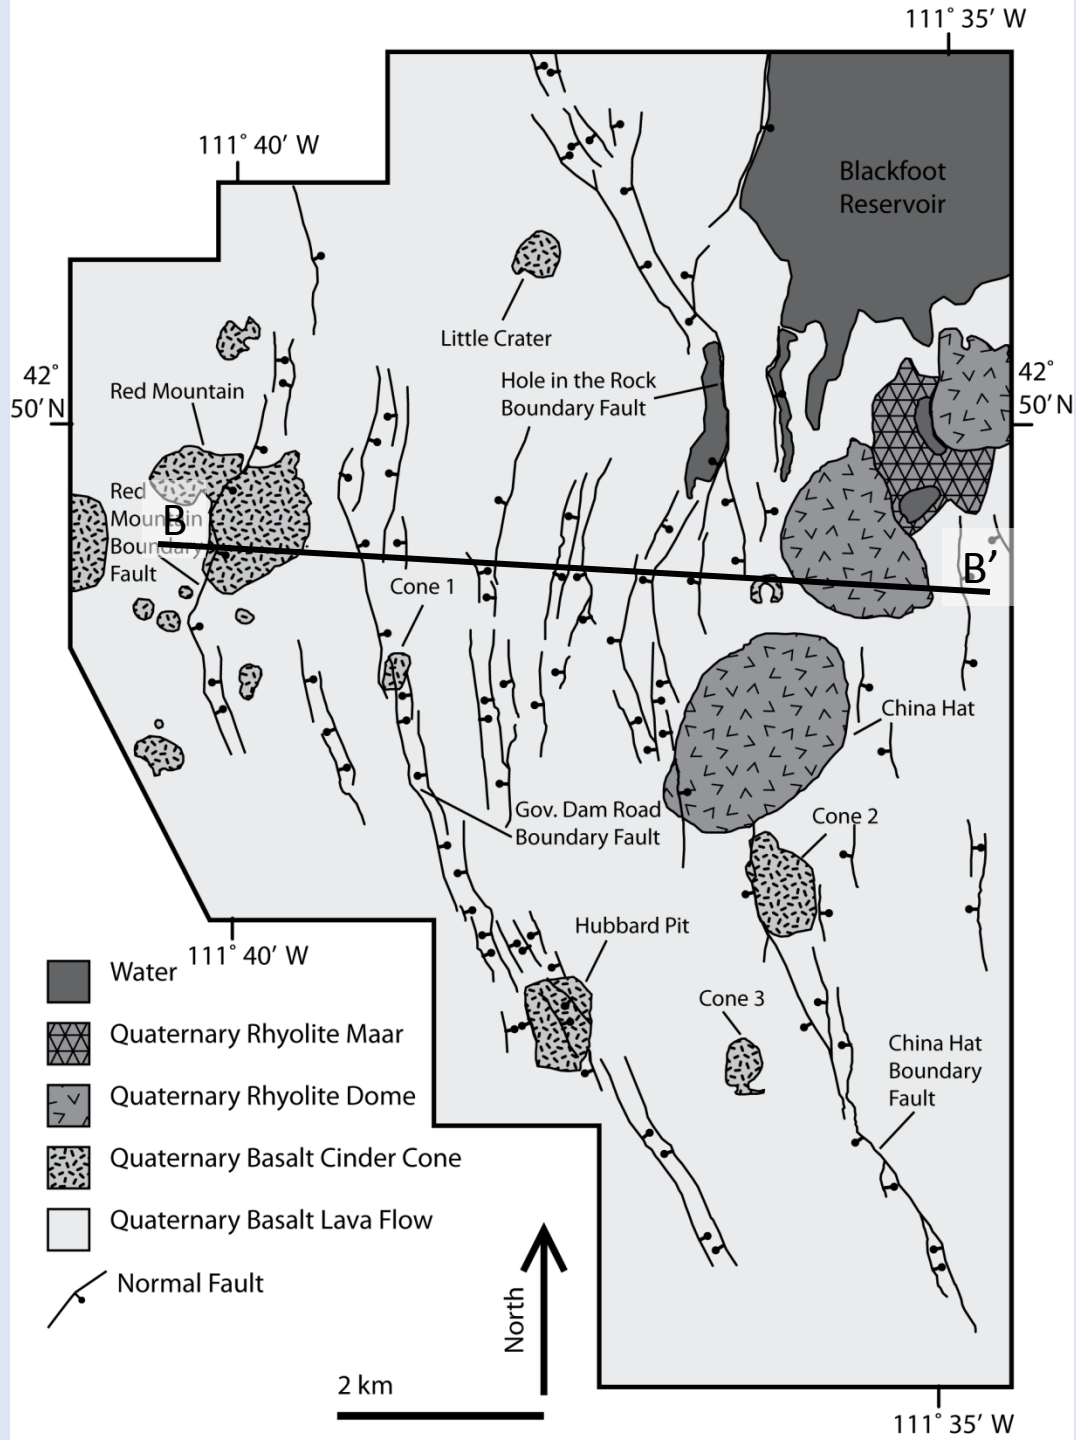 111° 35’ W
111° 40’ W
Blackfoot
Reservoir
Little Crater
42°
50’ N
Red Mountain
Hole in the Rock
Boundary Fault
42°
50’ N
Red
Mountain
Boundary
Fault
B
B’
Cone 1
China Hat
Gov. Dam Road
Boundary Fault
Cone 2
Hubbard Pit
111° 40’ W
Cone 3
China Hat
Boundary
Fault
Water
Quaternary Rhyolite Maar
Quaternary Rhyolite Dome
Quaternary Basalt Cinder Cone
Quaternary Basalt Lava Flow
Normal Fault
North
2 km
111° 35’ W